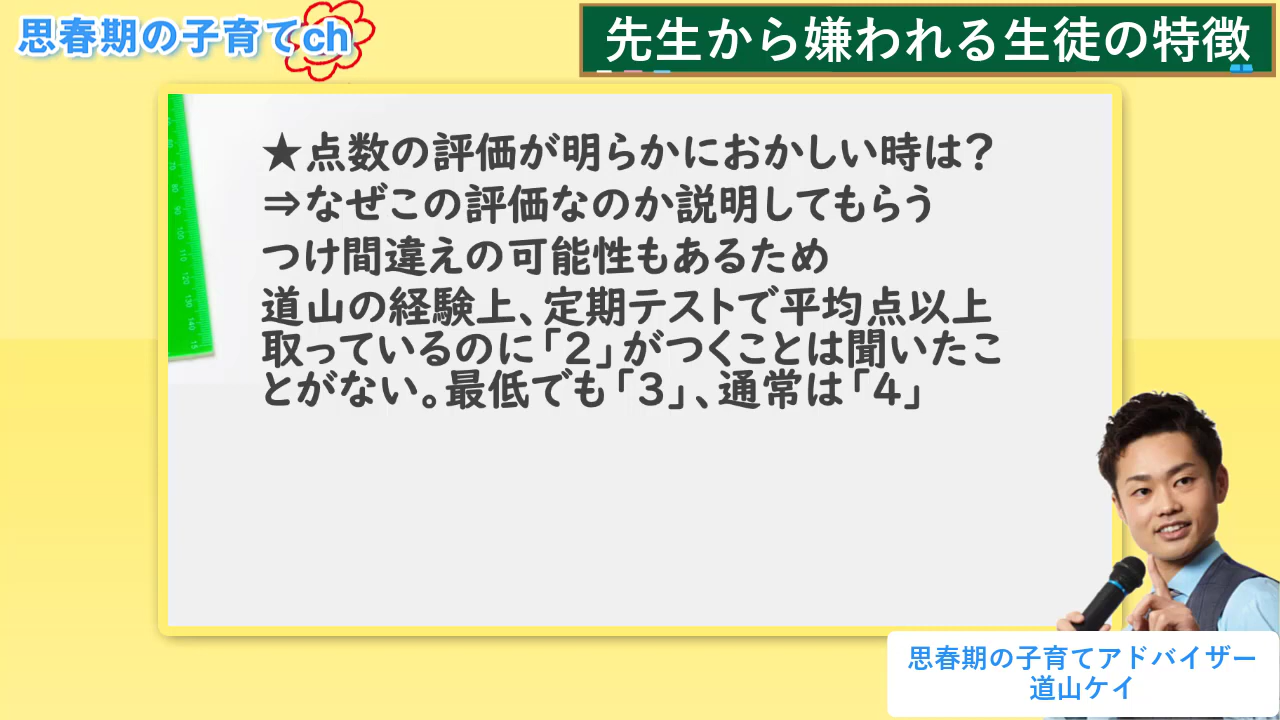 思春期の子育てch
先生から嫌われる生徒の特徴
★点数の評価が明らかにおかしい時は？
⇒なぜこの評価なのか説明してもらう
つけ間違えの可能性もあるため
道山の経験上、定期テストで平均点以上
取っているのに「2」がつくことは聞いたこ
とがない。最低でも「3」、通常は「4」
思春期の子育てアドバイザー
道山ケイ